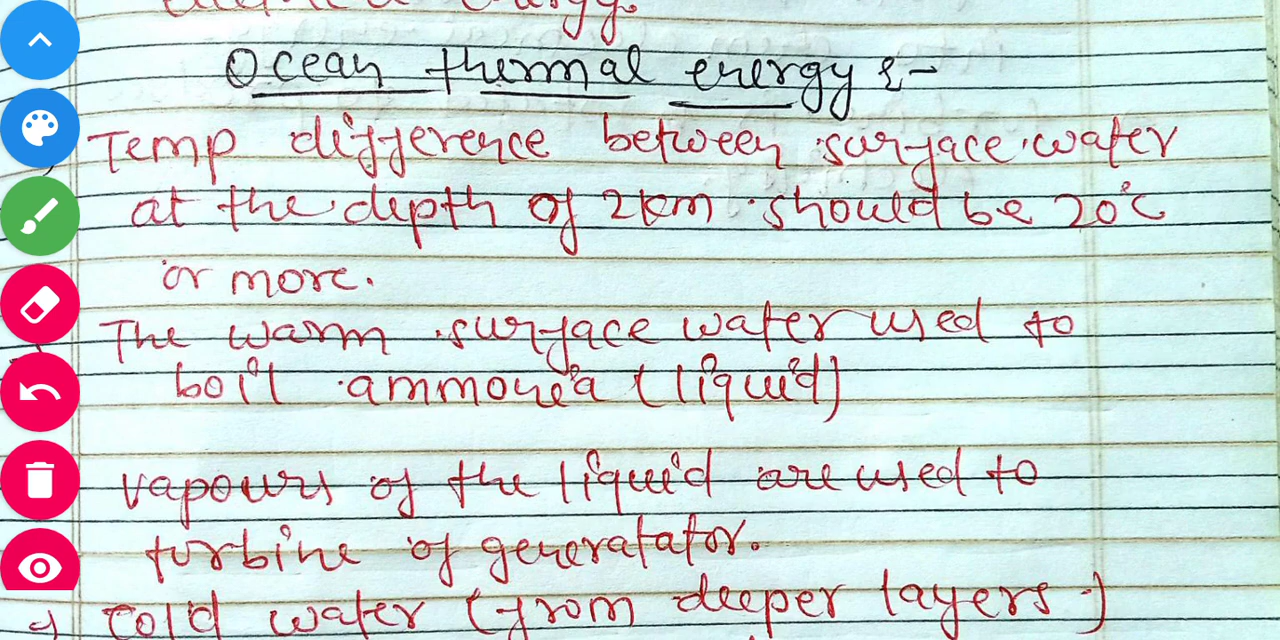 energy.
Ocean thermal energy :-
Temp difference between surface water
at the depth of 2km should be 20°C
or more.
The warm surface water used to
boil ammonia (liquid)
vapours of the liquid are used to
turbine of generatator.
cold water (from deeper layers)